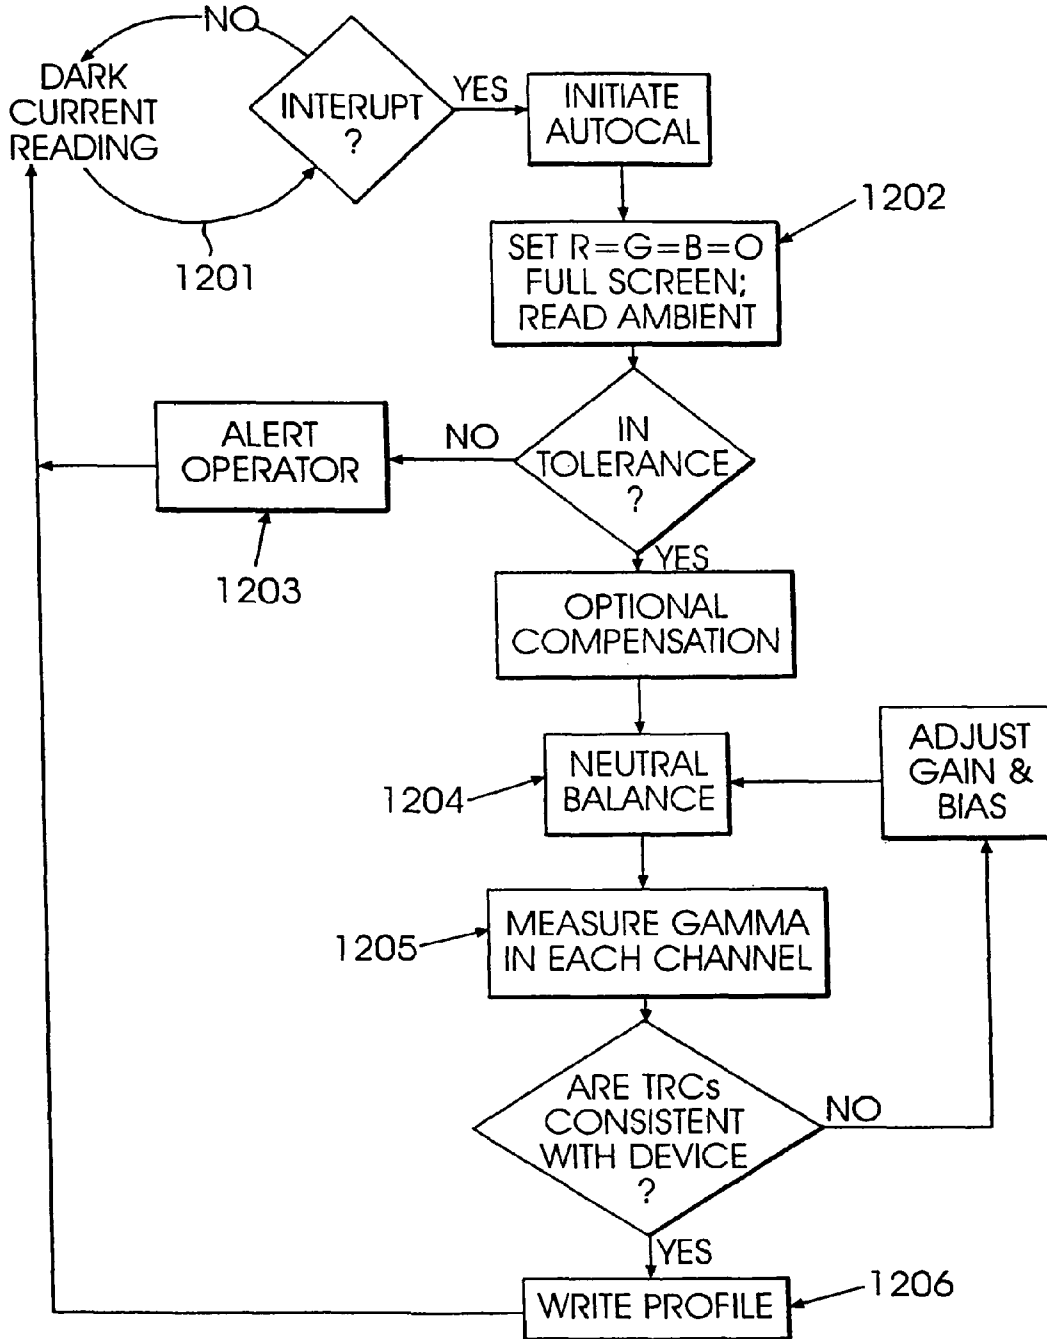 NO
DARK
CURRENT
READING
INTERUPT
?
YES
INITIATE
AUTOCAL
1201
1202
SET R=G=B=O
FULL SCREEN;
READ AMBIENT
IN
TOLERANCE
?
NO
ALERT
OPERATOR
1203
YES
OPTIONAL
COMPENSATION
NEUTRAL
BALANCE
1204
ADJUST
GAIN &
BIAS
MEASURE GAMMA
IN EACH CHANNEL
1205
ARE TRCs
CONSISTENT
WITH DEVICE
?
NO
YES
WRITE PROFILE
1206